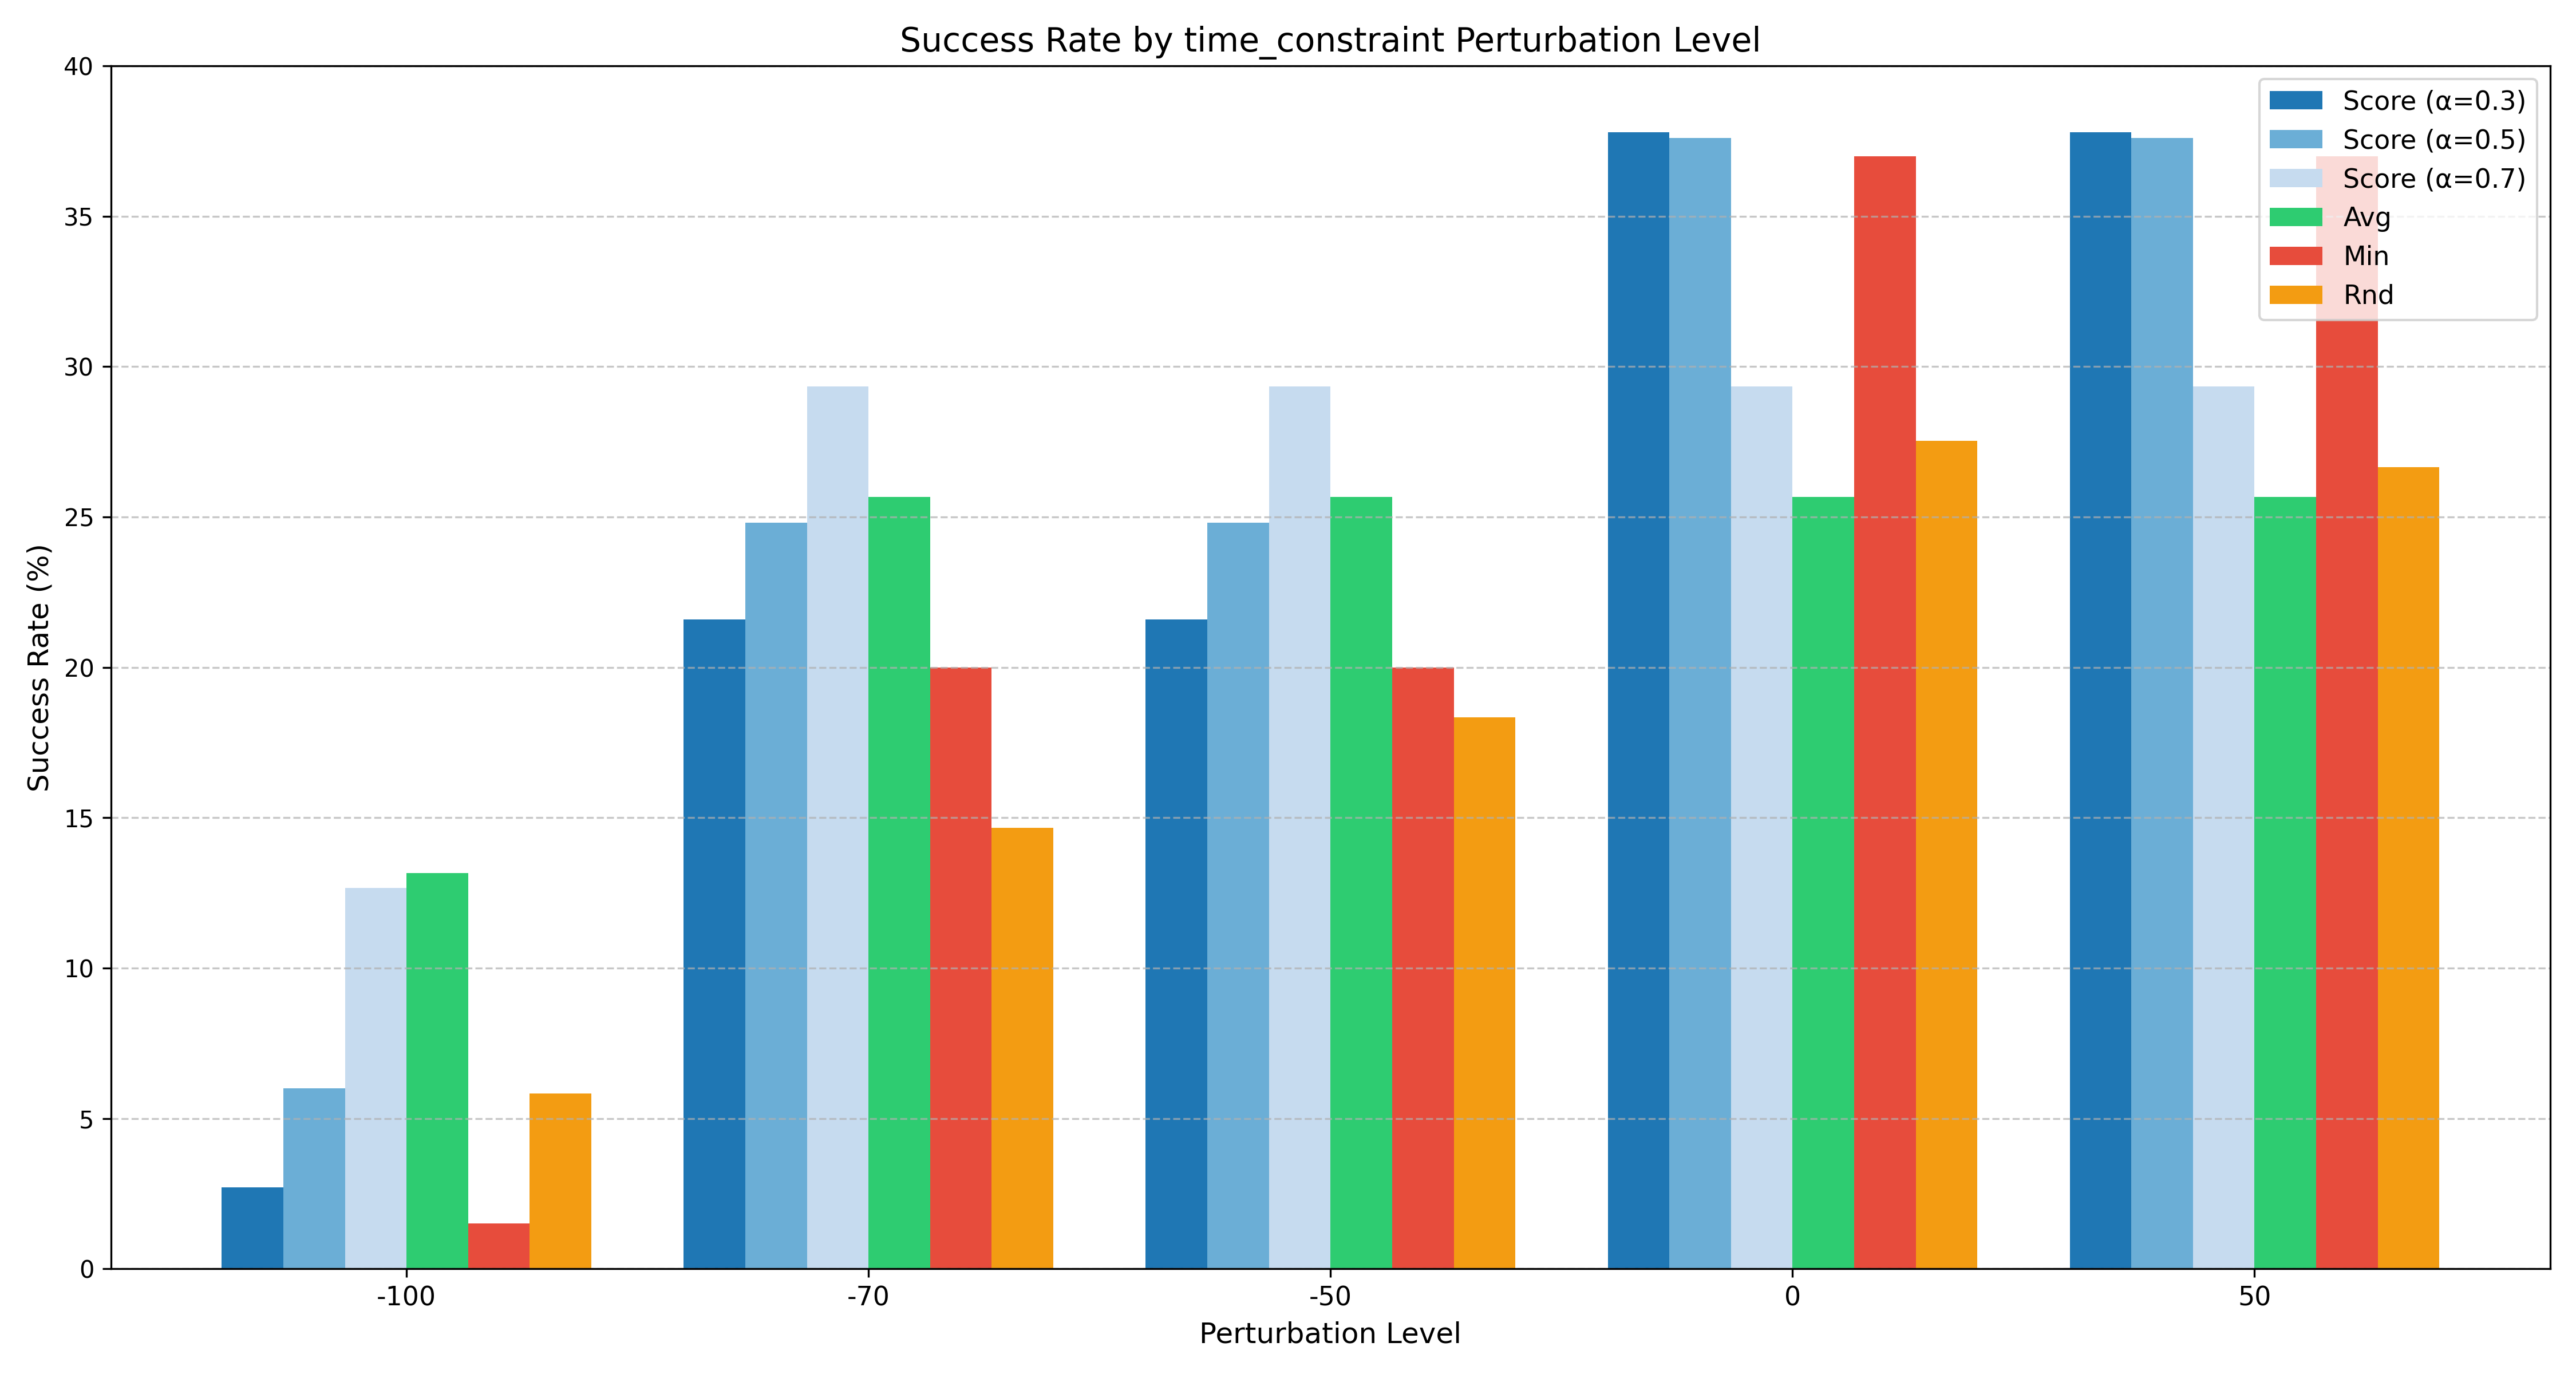 Success Rate by time_constraint Perturbation Level
Success Rate (%)
40
35
30
25
20
15
10
5
0
Score (α=0.3)
Score (α=0.5)
Score (α=0.7)
Avg
Min
Rnd
-100
-70
-50
0
50
Perturbation Level